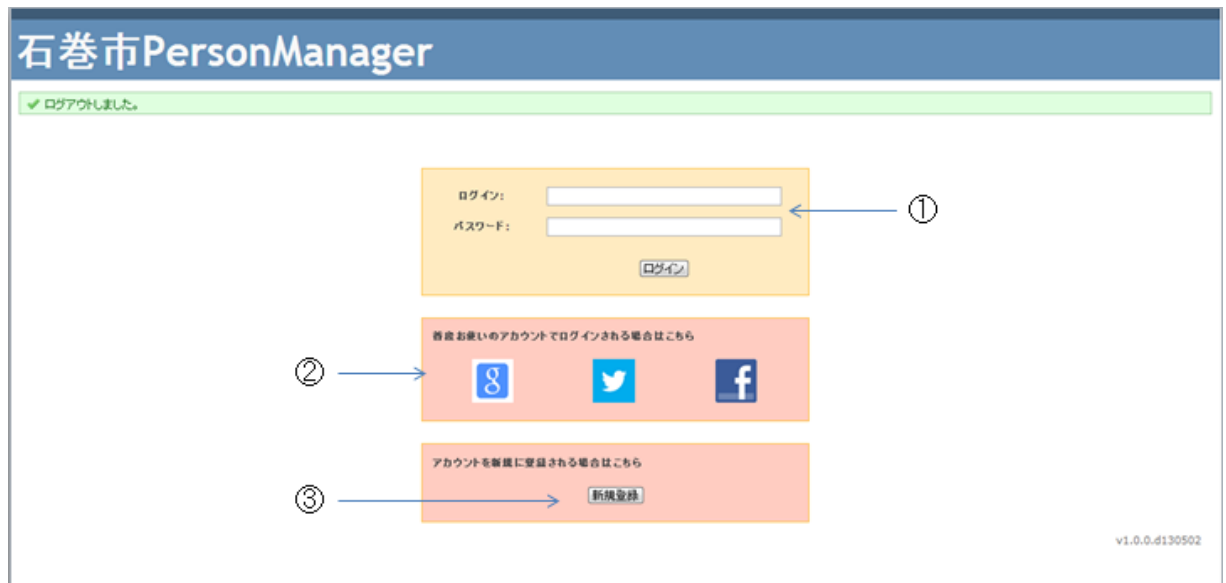 石巻市PersonManager
ログアウトしました。
ログイン:
①
パスワード:
ログイン
普段お使いのアカウントでログインされる場合はこちら
②
アカウントを新規に登録される場合はこちら
③
新規登録
v1.0.0.d130502